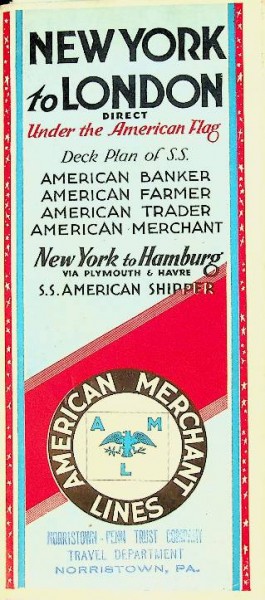 NEW YORK
to LONDON
DIRECT
Under the American Flag
Deck Plan of S.S.
AMERICAN BANKER
AMERICAN FARMER
AMERICAN TRADER
AMERICAN MERCHANT
New York to Hamburg
VIA PLYMOUTH & HAVRE
S.S. AMERICAN SHIPPER
AMERICAN MERCHANT
A M
L
LINES
NORRISTOWN-PENN TRUST COMPANY
TRAVEL DEPARTMENT
NORRISTOWN, PA.